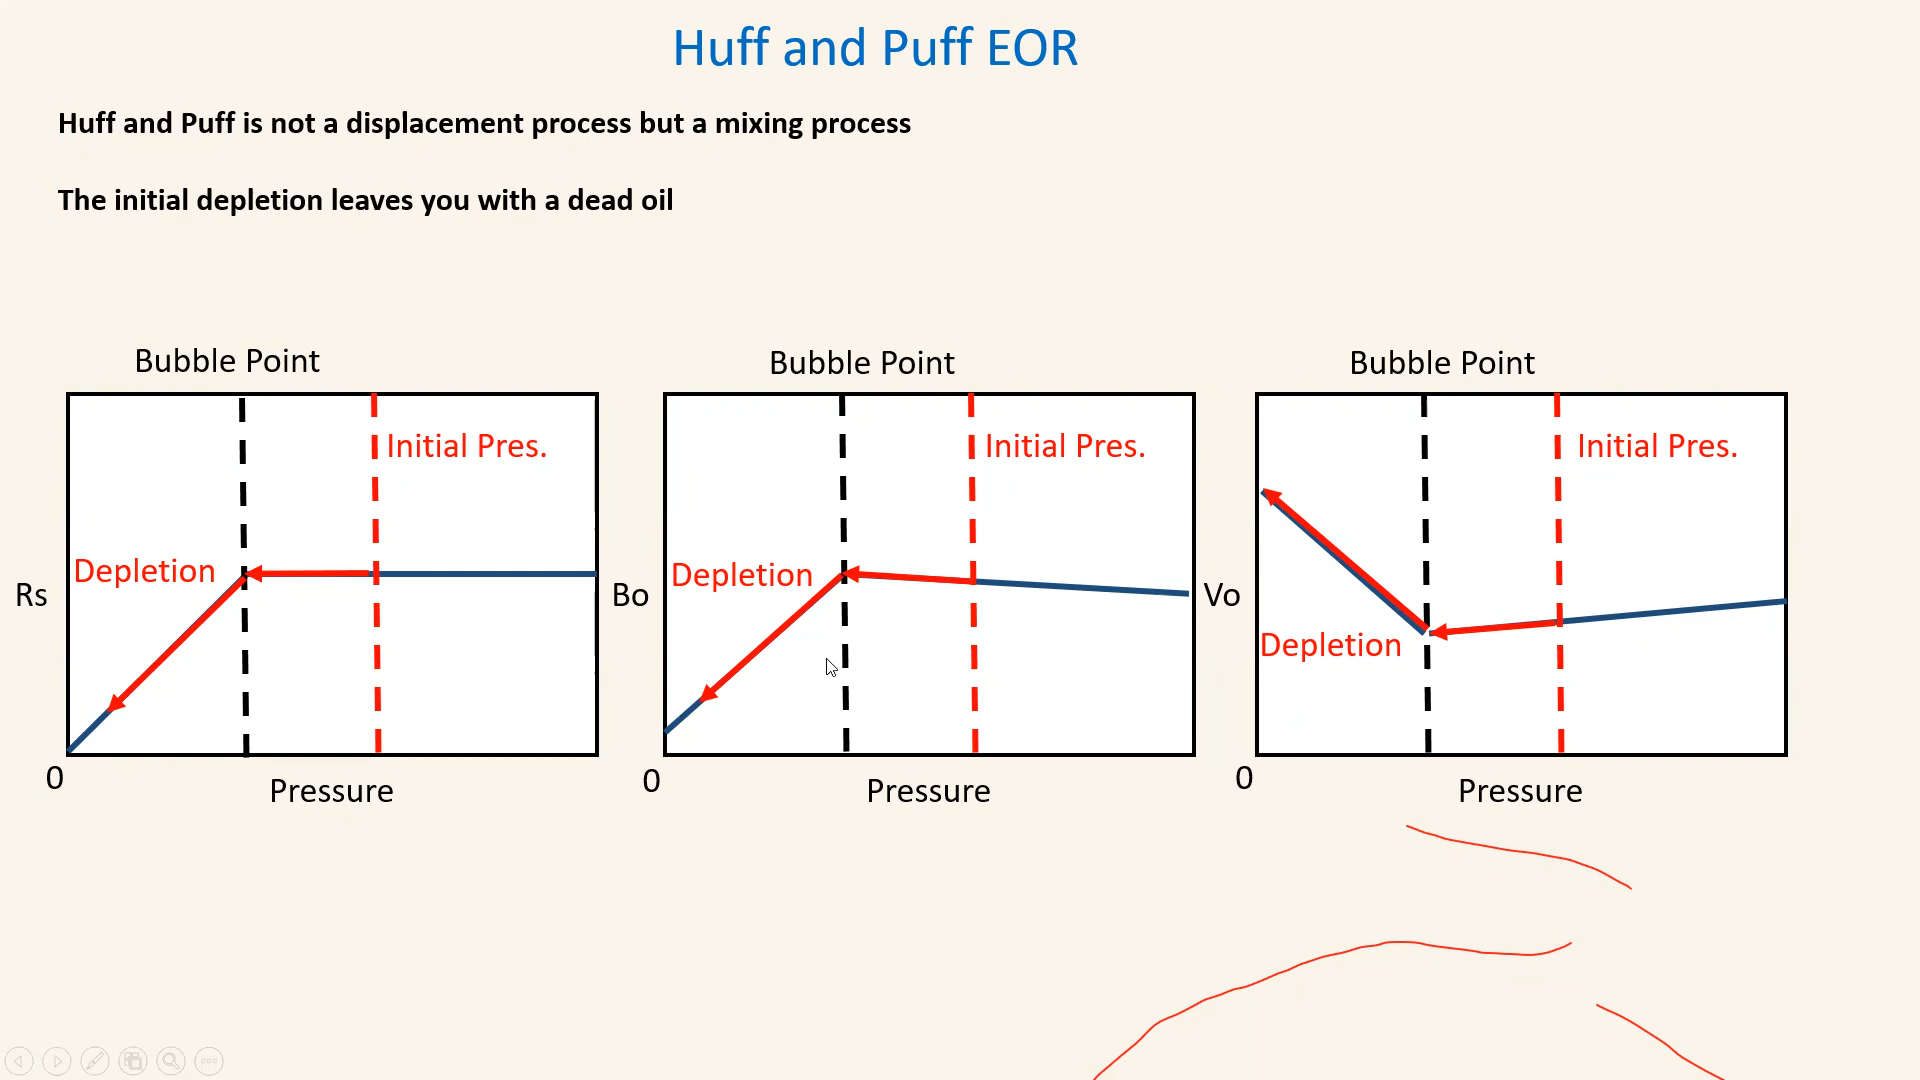 Huff and Puff EOR
Huff and Puff is not a displacement process but a mixing process
The initial depletion leaves you with a dead oil
Bubble Point
Initial Pres.
Depletion
Rs
0
Pressure
Bubble Point
Initial Pres.
Depletion
Bo
0
Pressure
Bubble Point
Initial Pres.
Vo
Depletion
0
Pressure